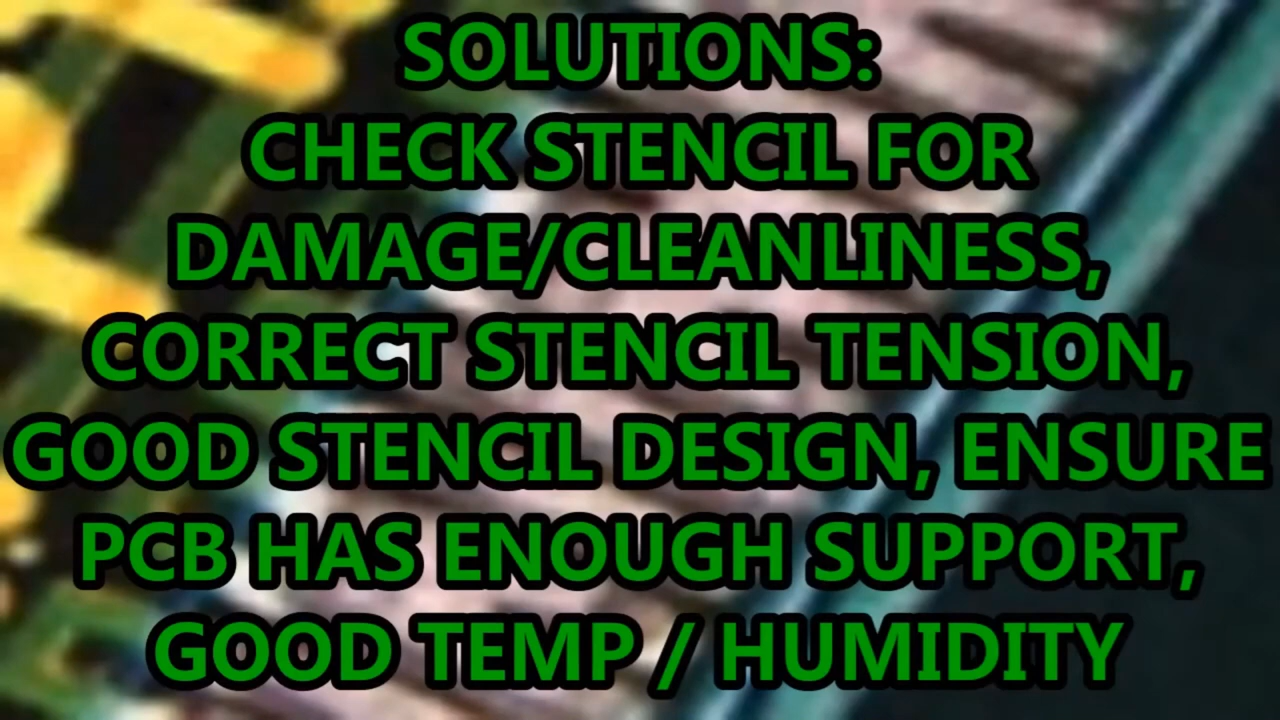 SOLUTIONS:
CHECK STENCIL FOR
DAMAGE/CLEANLINESS,
CORRECT STENCIL TENSION,
GOOD STENCIL DESIGN, ENSURE
PCB HAS ENOUGH SUPPORT,
GOOD TEMP / HUMIDITY